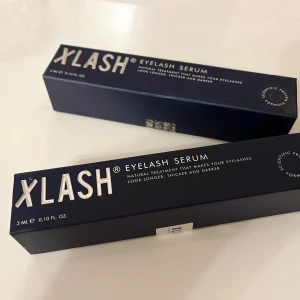 XLASH® EYELASH SERUM
NATURAL TREATMENT THAT MAKES YOUR EYELASHES
LOOK LONGER, THICKER AND DARKER
3 ML ℮ 0.10 FL. OZ.
XLASH® EYELASH SERUM
NATURAL TREATMENT THAT MAKES YOUR EYELASHES
LOOK LONGER, THICKER AND DARKER
3 ML ℮ 0,10 FL. OZ.